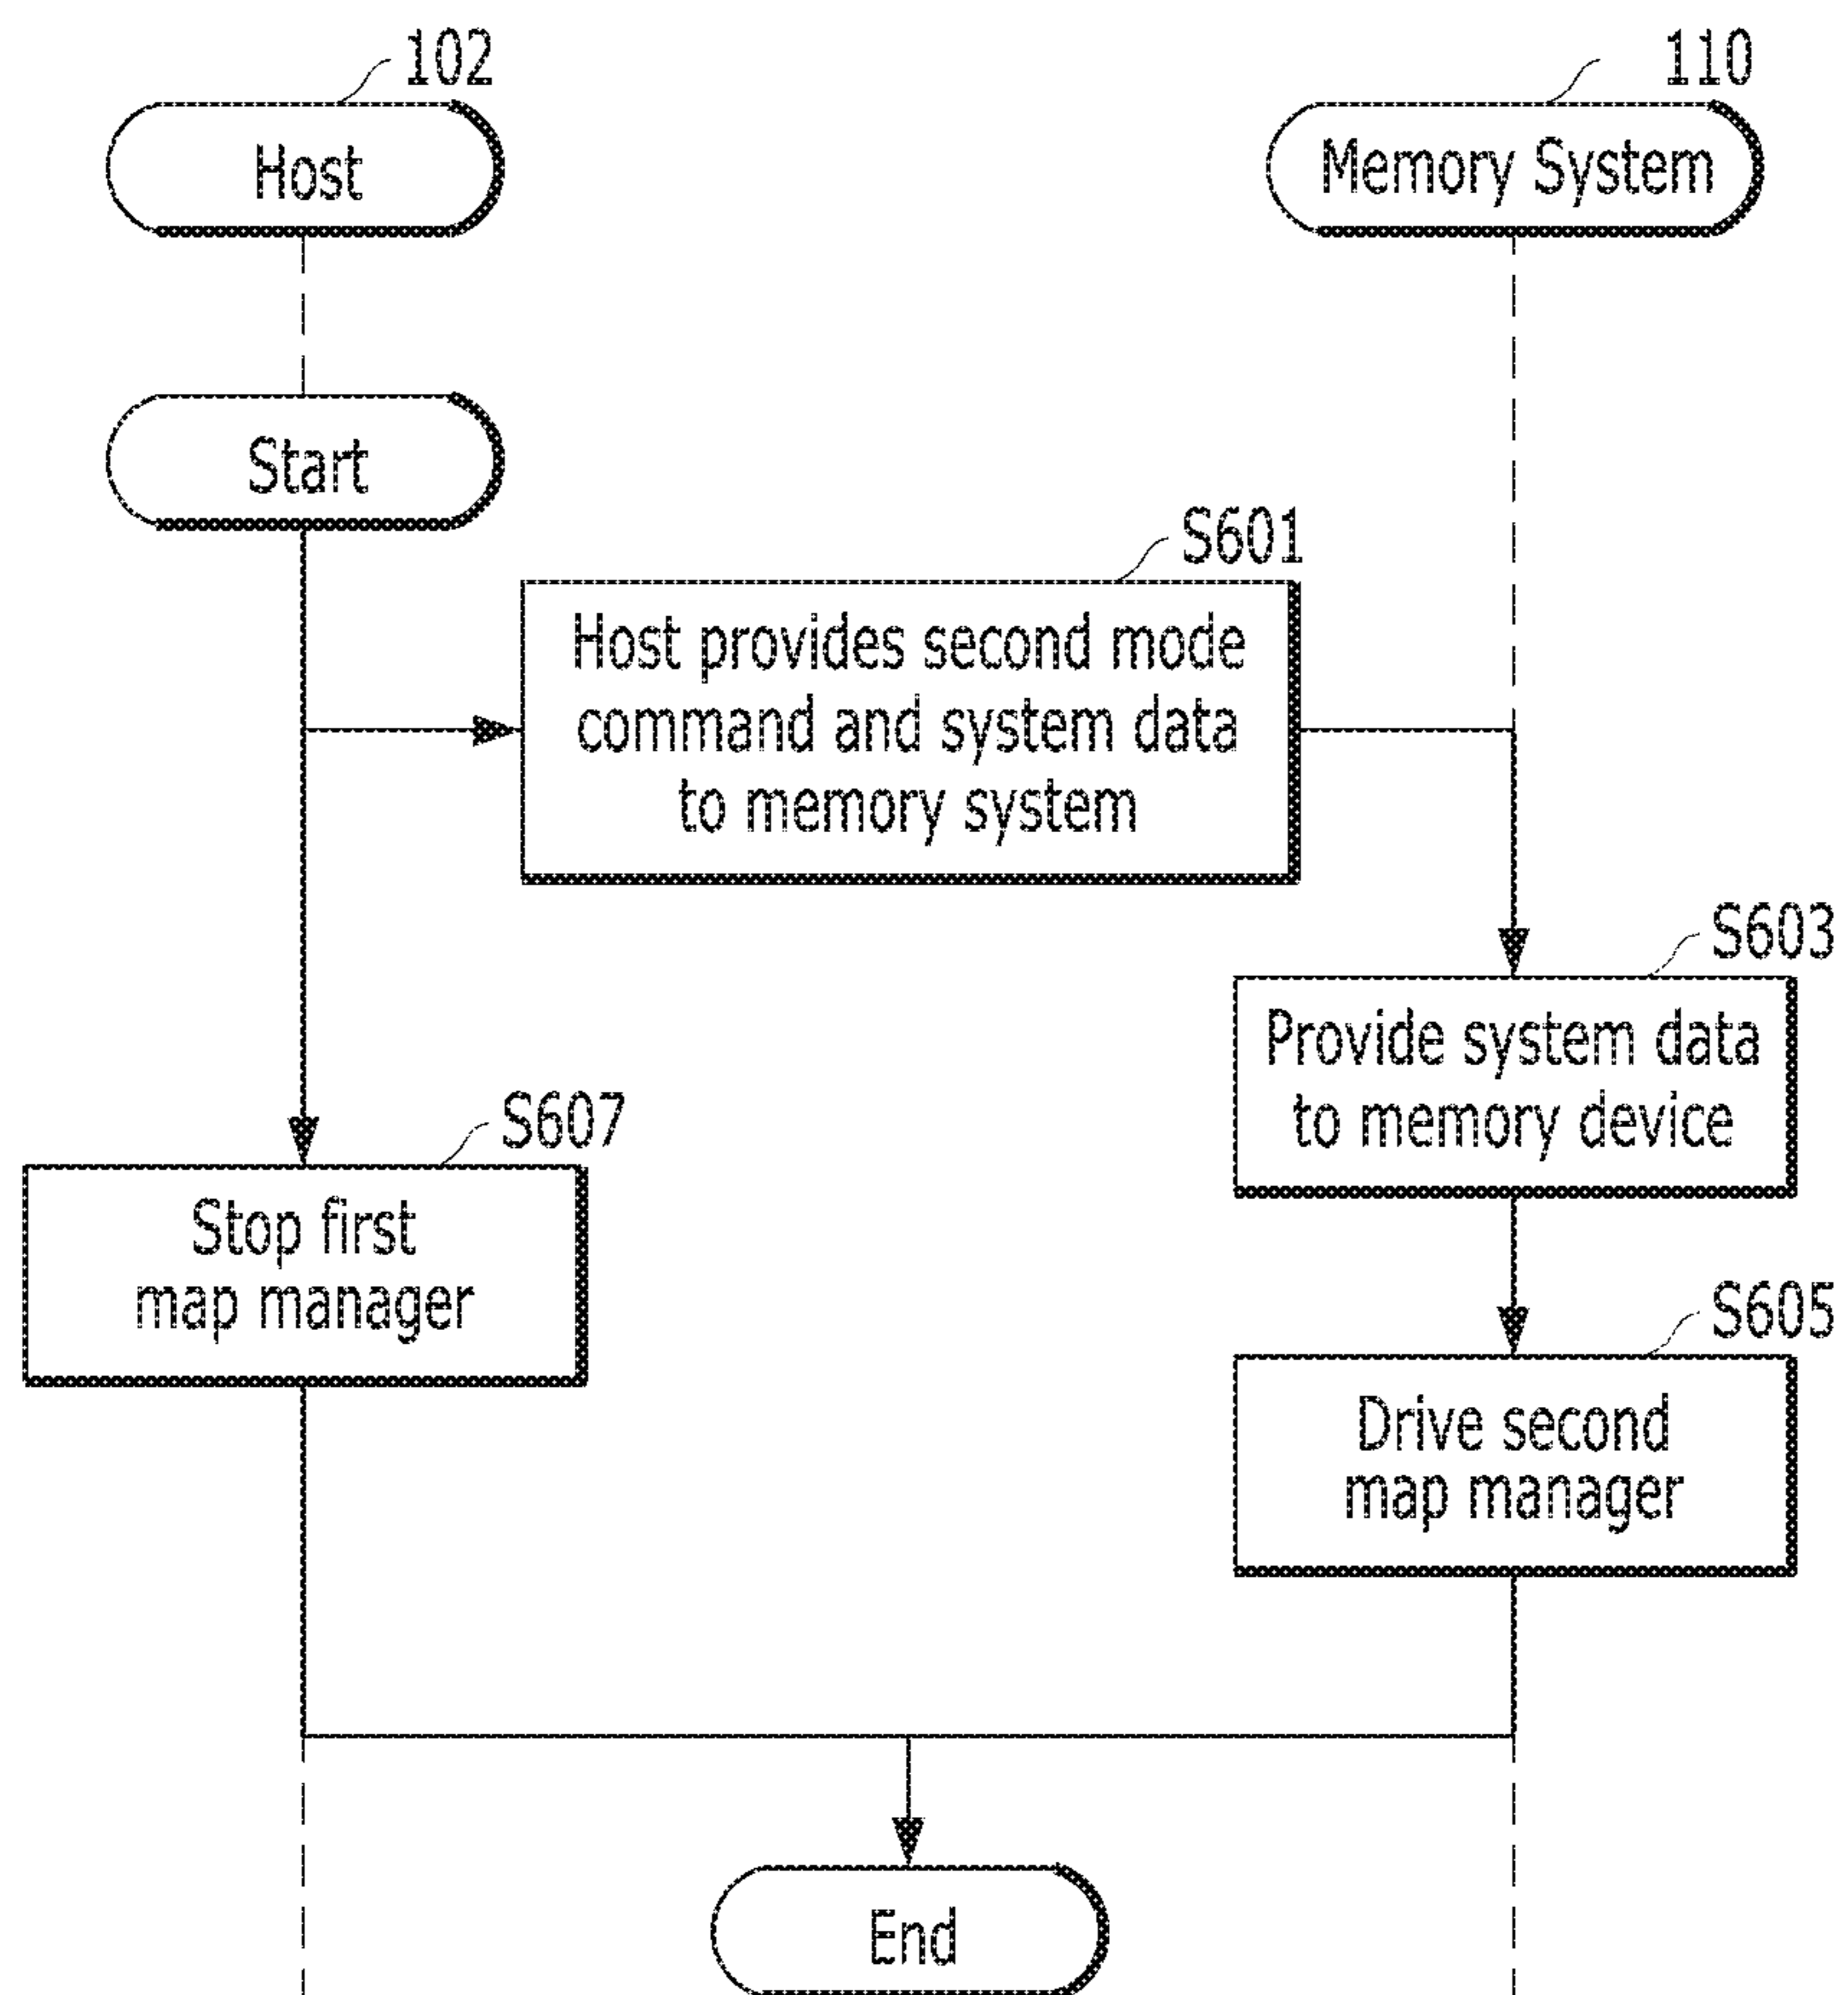 102
110
Host
Memory System
Start
S601
Host provides second mode
command and system data
to memory system
S603
Provide system data
to memory device
S607
Stop first
map manager
S605
Drive second
map manager
End